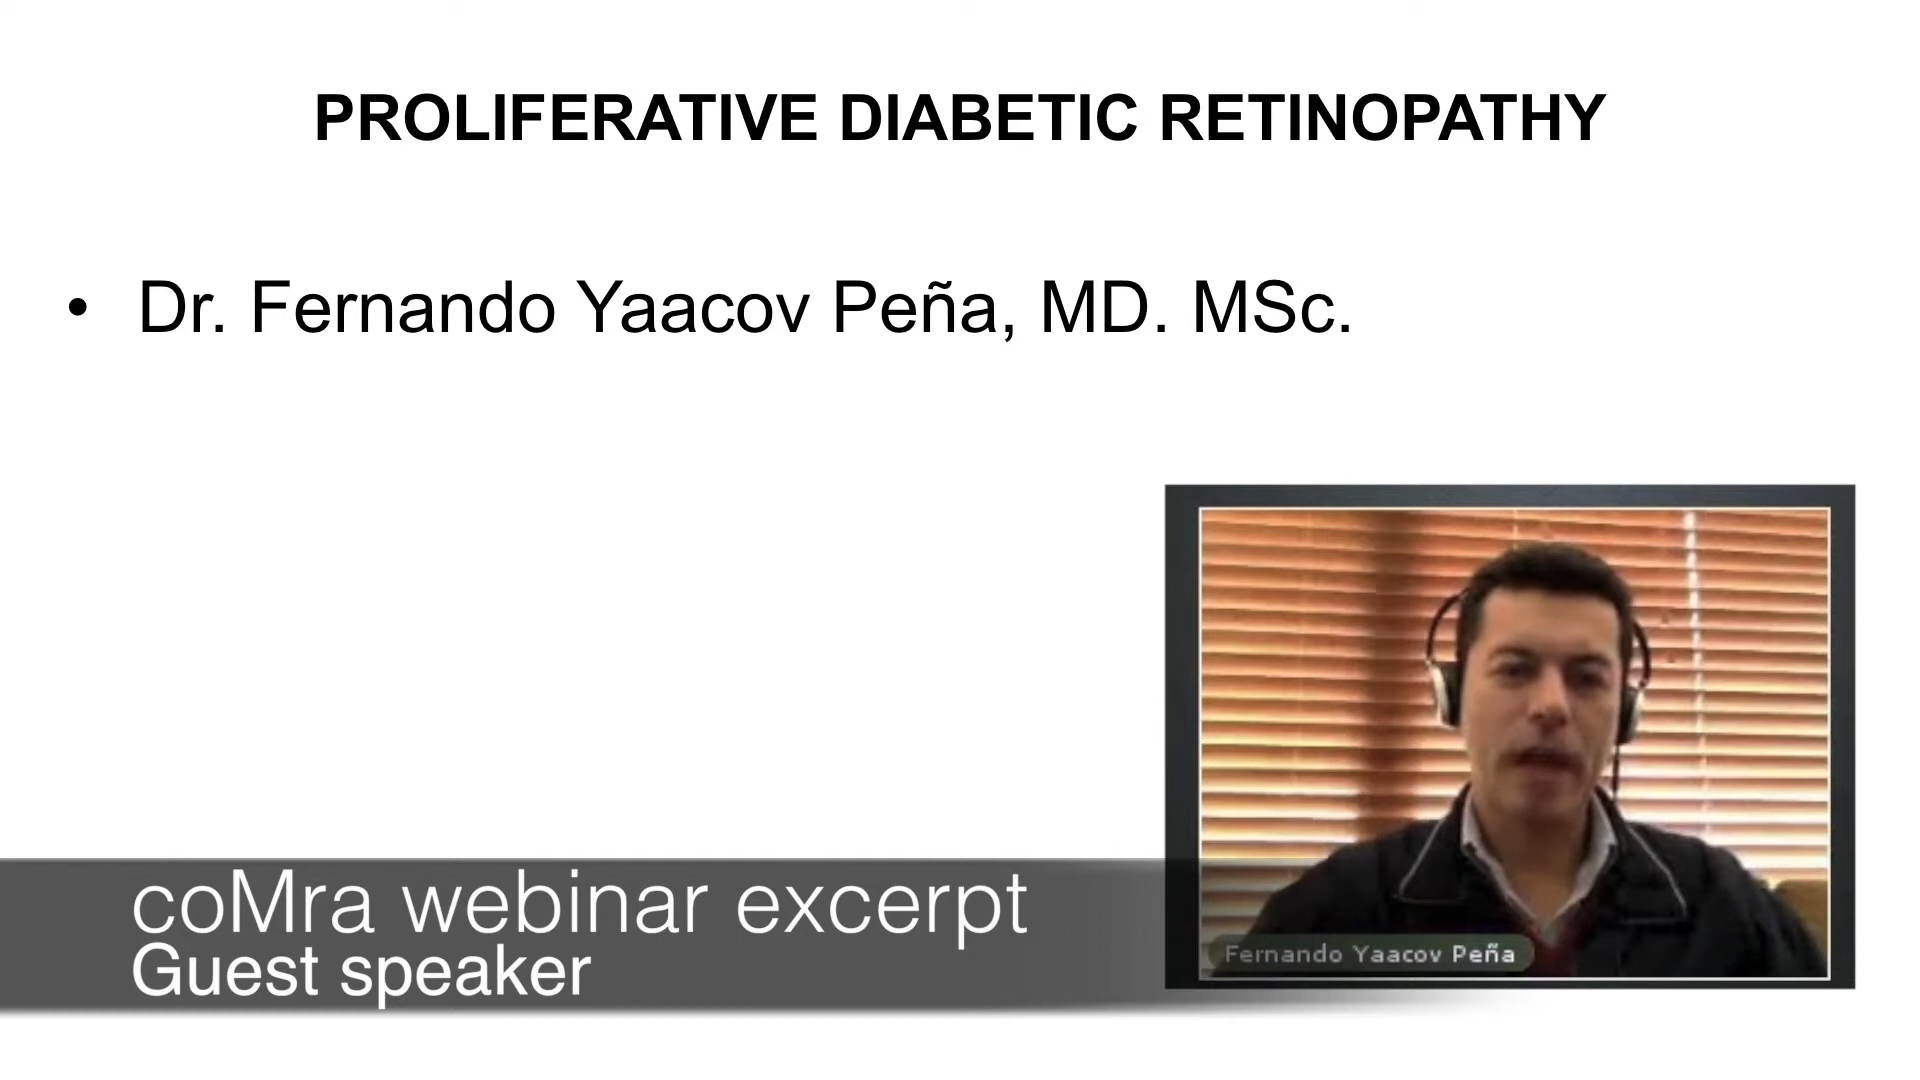 PROLIFERATIVE DIABETIC RETINOPATHY
• Dr. Fernando Yaacov Peña, MD. MSc.
coMra webinar excerpt
Guest speaker
Fernando Yaacov Peña